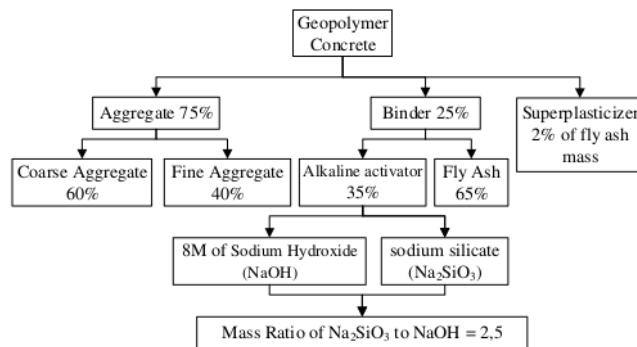 Geopolymer
Concrete
Aggregate 75%
Binder 25%
Superplasticizer
2% of fly ash
mass
Coarse Aggregate
60%
Fine Aggregate
40%
Alkaline activator
35%
Fly Ash
65%
8M of Sodium Hydroxide
(NaOH)
sodium silicate
(Na₂SiO₃)
Mass Ratio of Na₂SiO₃ to NaOH = 2,5